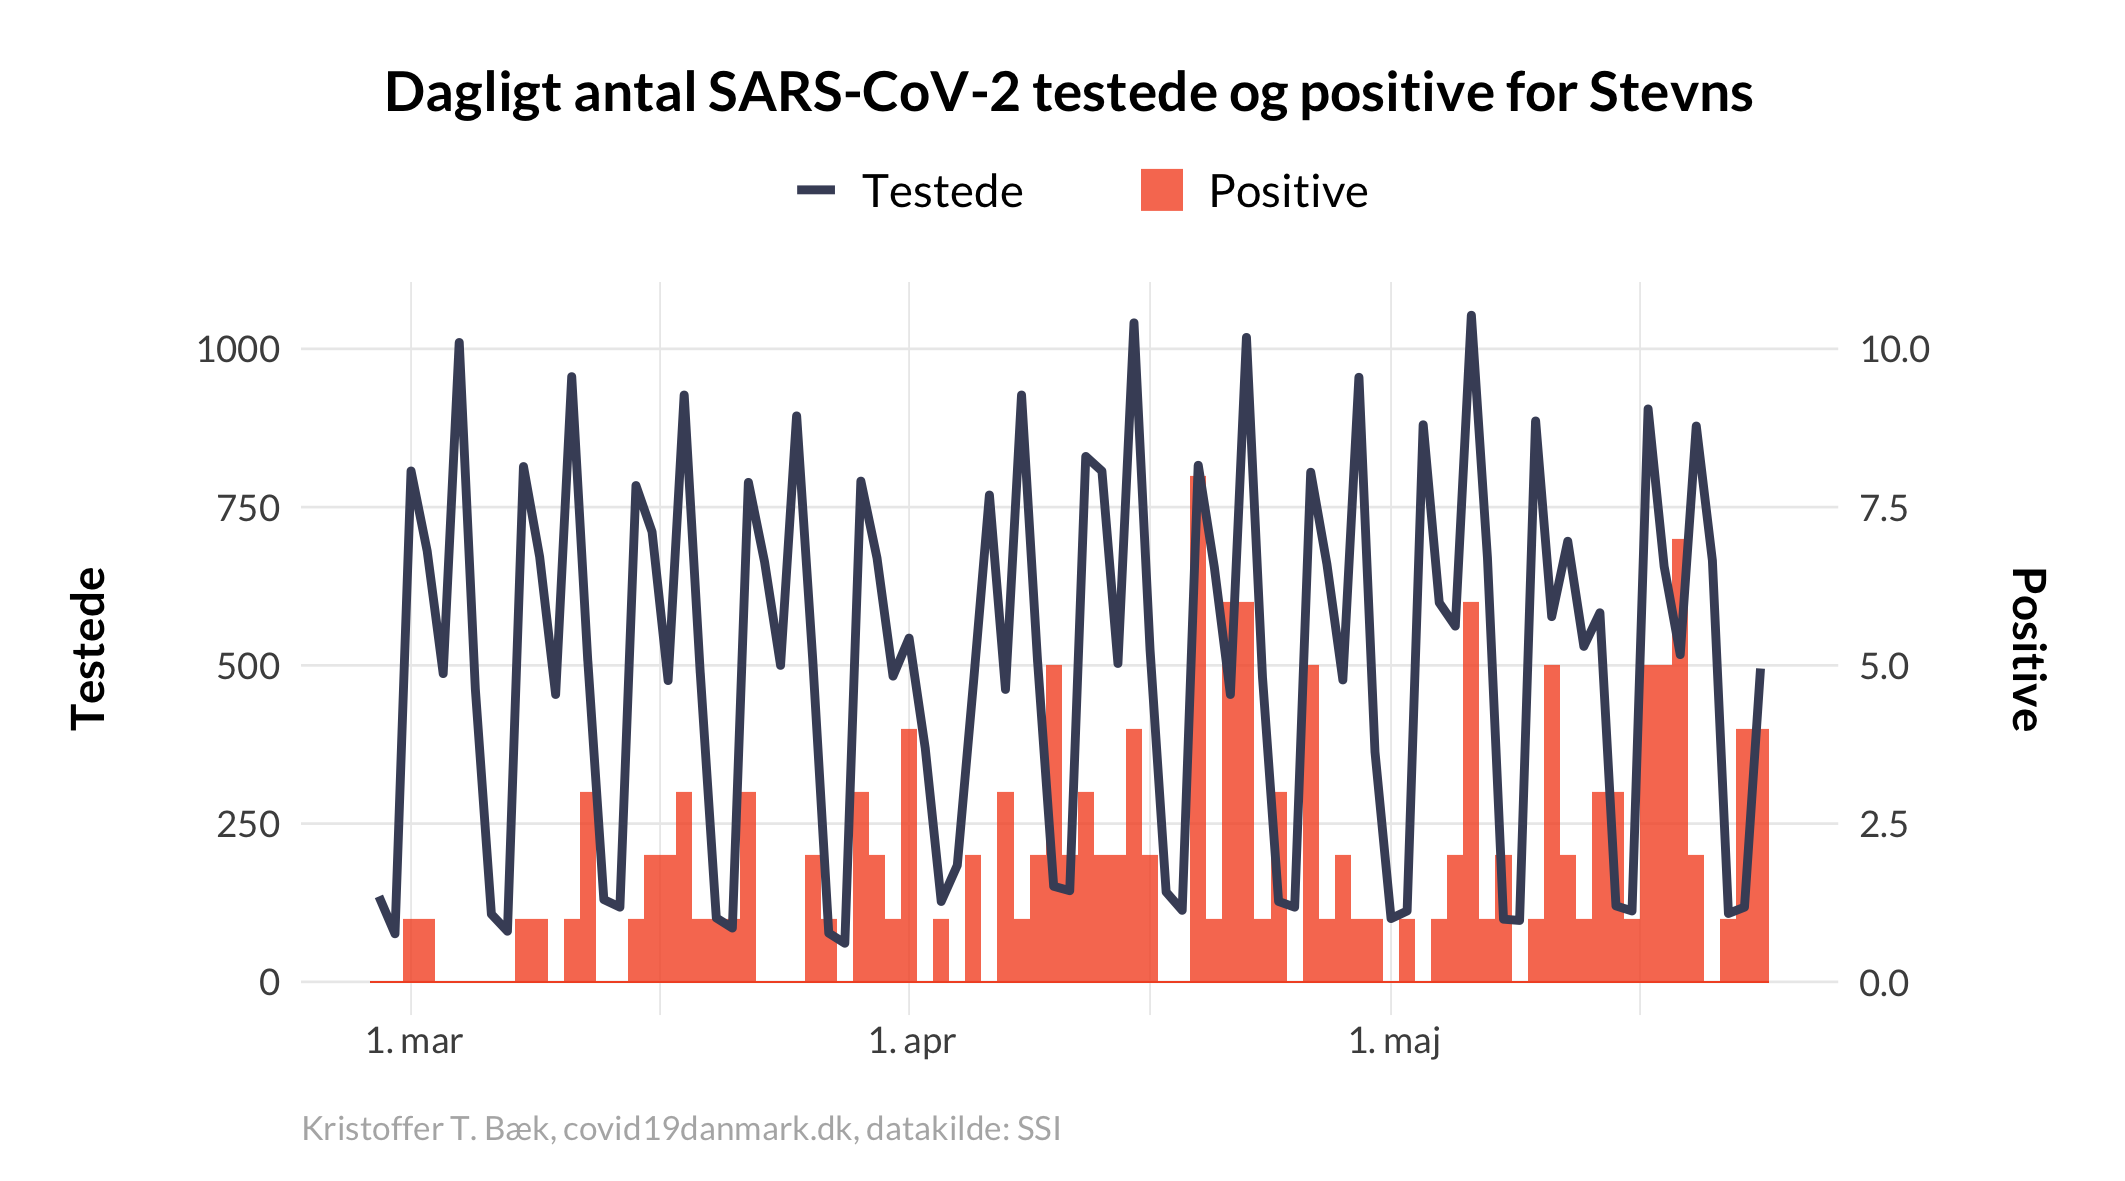 Dagligt antal SARS-CoV-2 testede og positive for Stevns
Testede
Positive
1000
750
500
250
0
10.0
7.5
5.0
2.5
0.0
Testede
Positive
1. mar
1. apr
1. maj
Kristoffer T. Bæk, covid19danmark.dk, datakilde: SSI